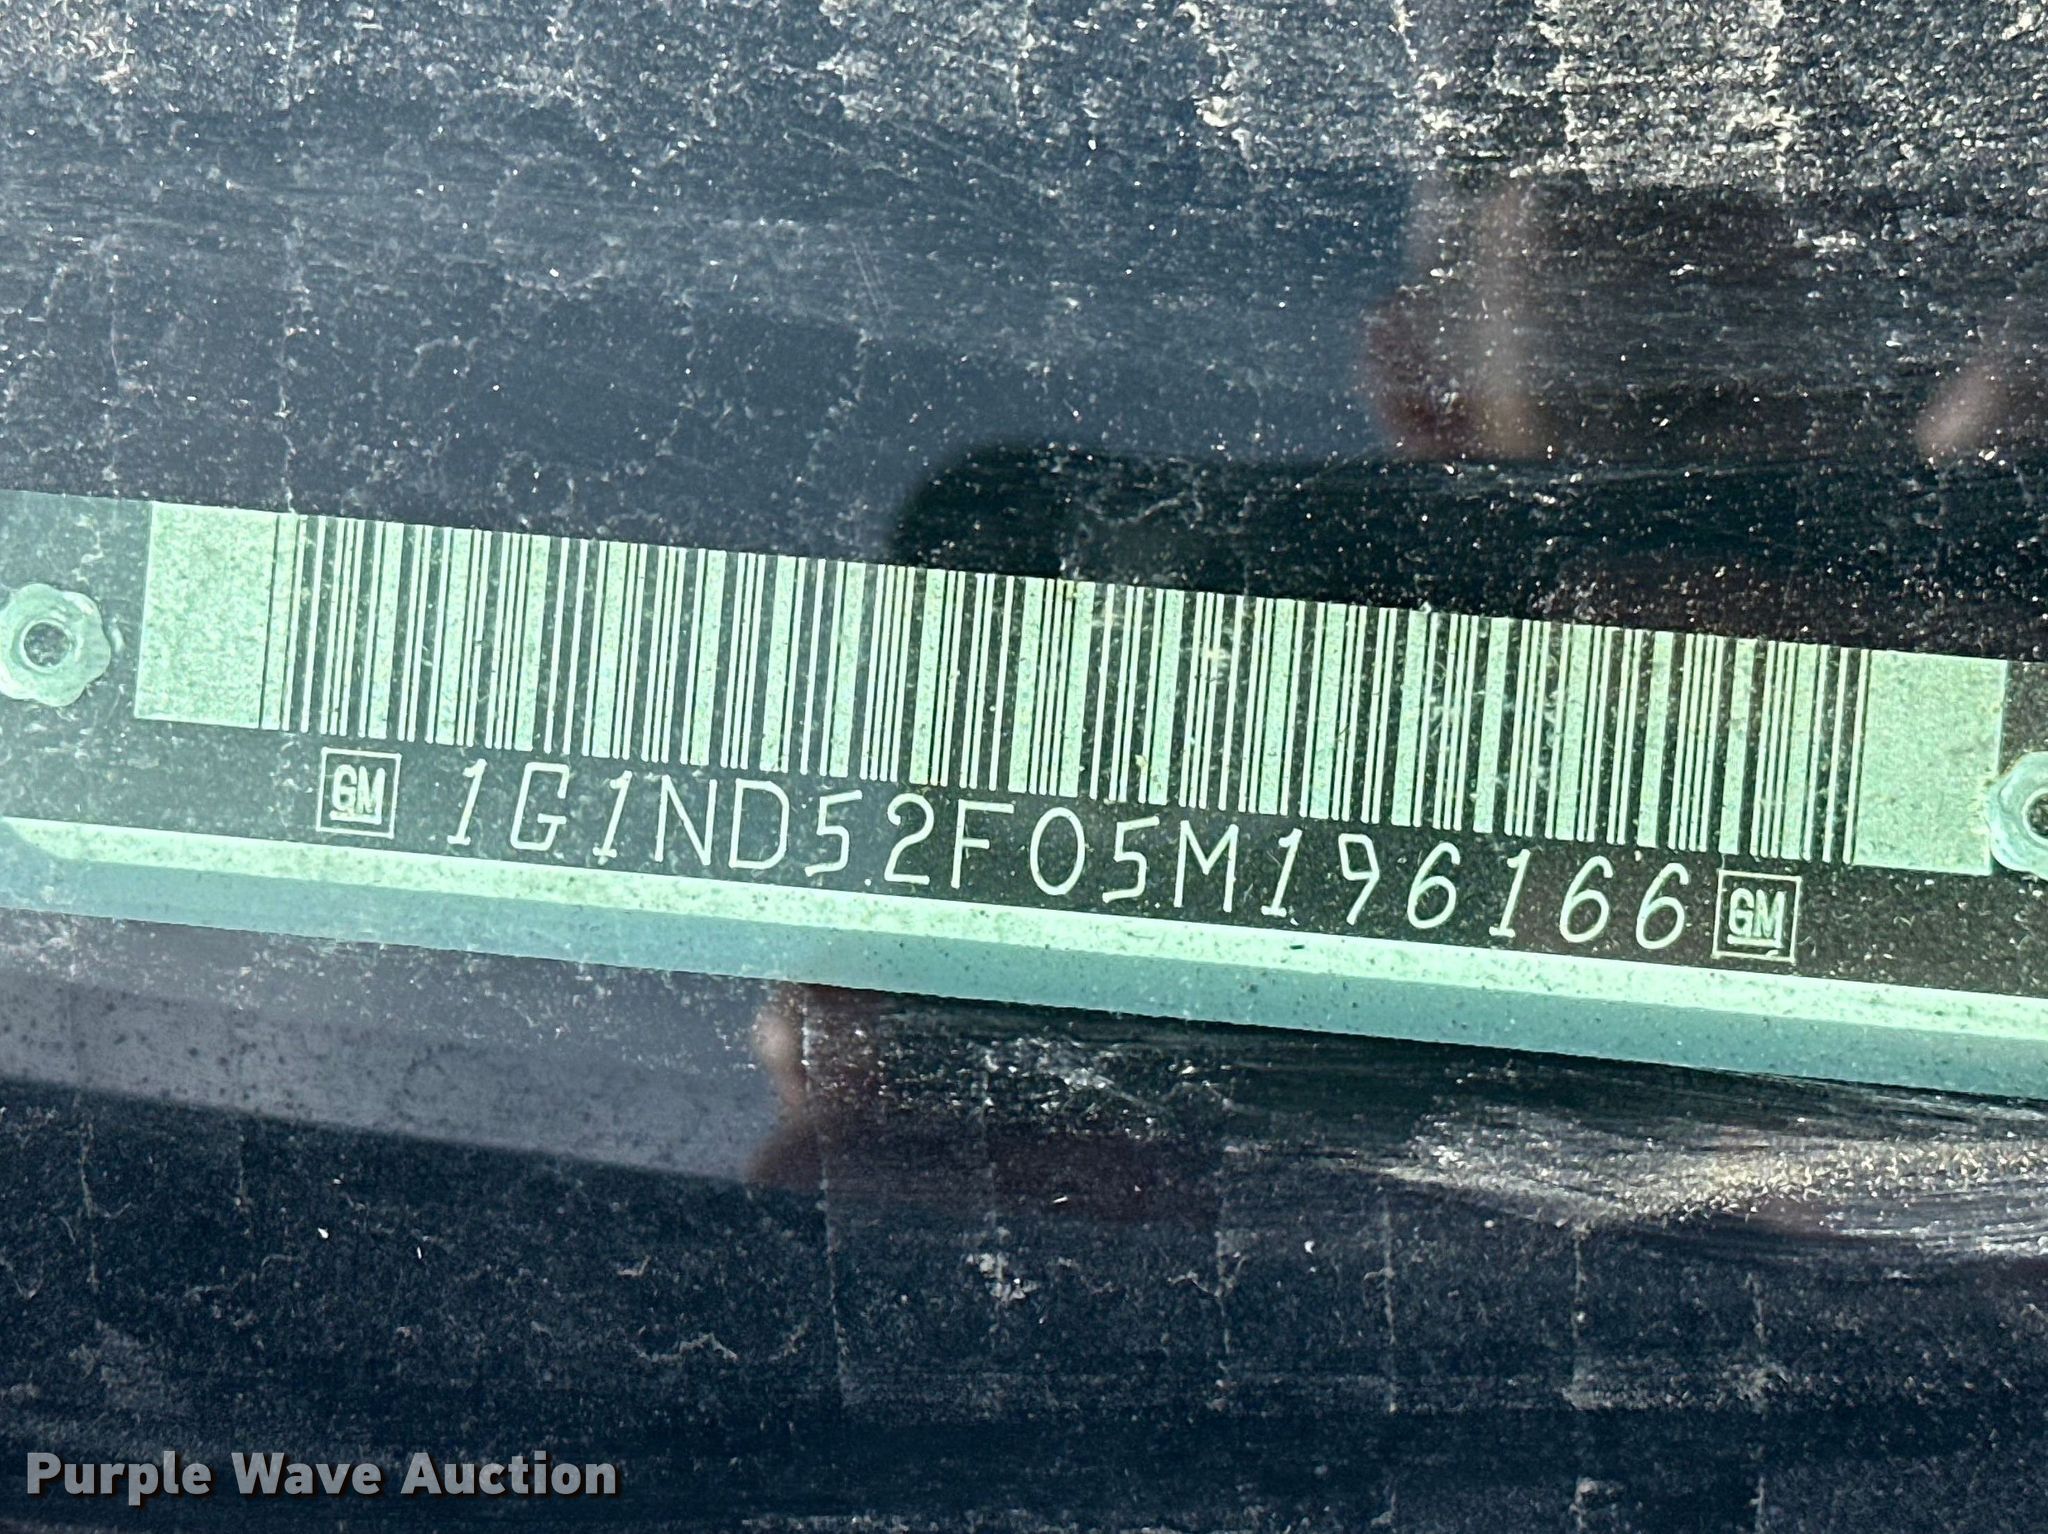 GM 1G1ND52F05M196166 GM
Purple Wave Auction